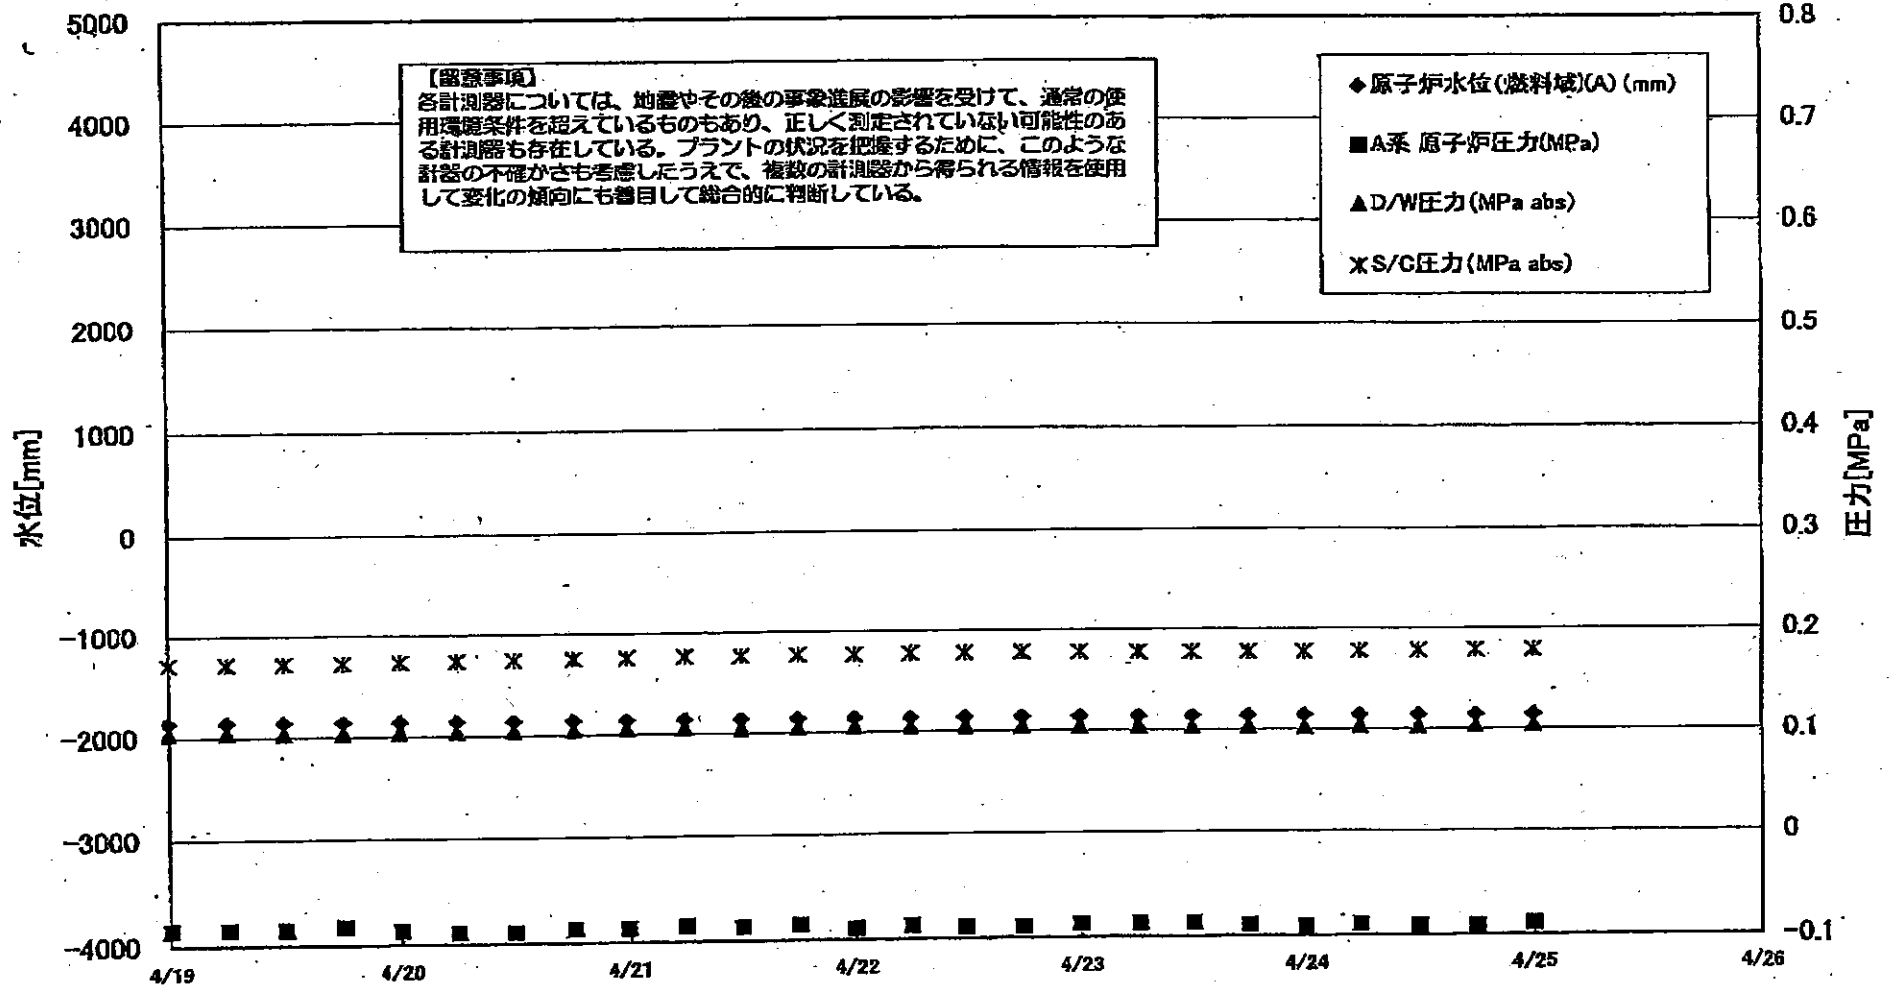 【留意事項】
各計測器については、地震やその後の事象進展の影響を受けて、通常の使
用環境条件を超えているものもあり、正しく測定されていない可能性のあ
る計測器も存在している。プラントの状況を把握するために、このような
計器の不確かさも考慮したうえで、複数の計測器から得られる情報を使用
して変化の傾向にも着目して総合的に判断している。
◆原子炉水位(燃料域)(A) (mm)
■A系 原子炉圧力(MPa)
▲D/W圧力(MPa abs)
S/C圧力(MPa abs)
水位[mm]
5000
4000
3000
2000
1000
0
-1000
-2000
-3000
-4000
圧力[MPa]
0.8
0.7
0.6
0.5
0.4
0.3
0.2
0.1
0
-0.1
4/19
4/20
4/21
4/22
4/23
4/24
4/25
4/26